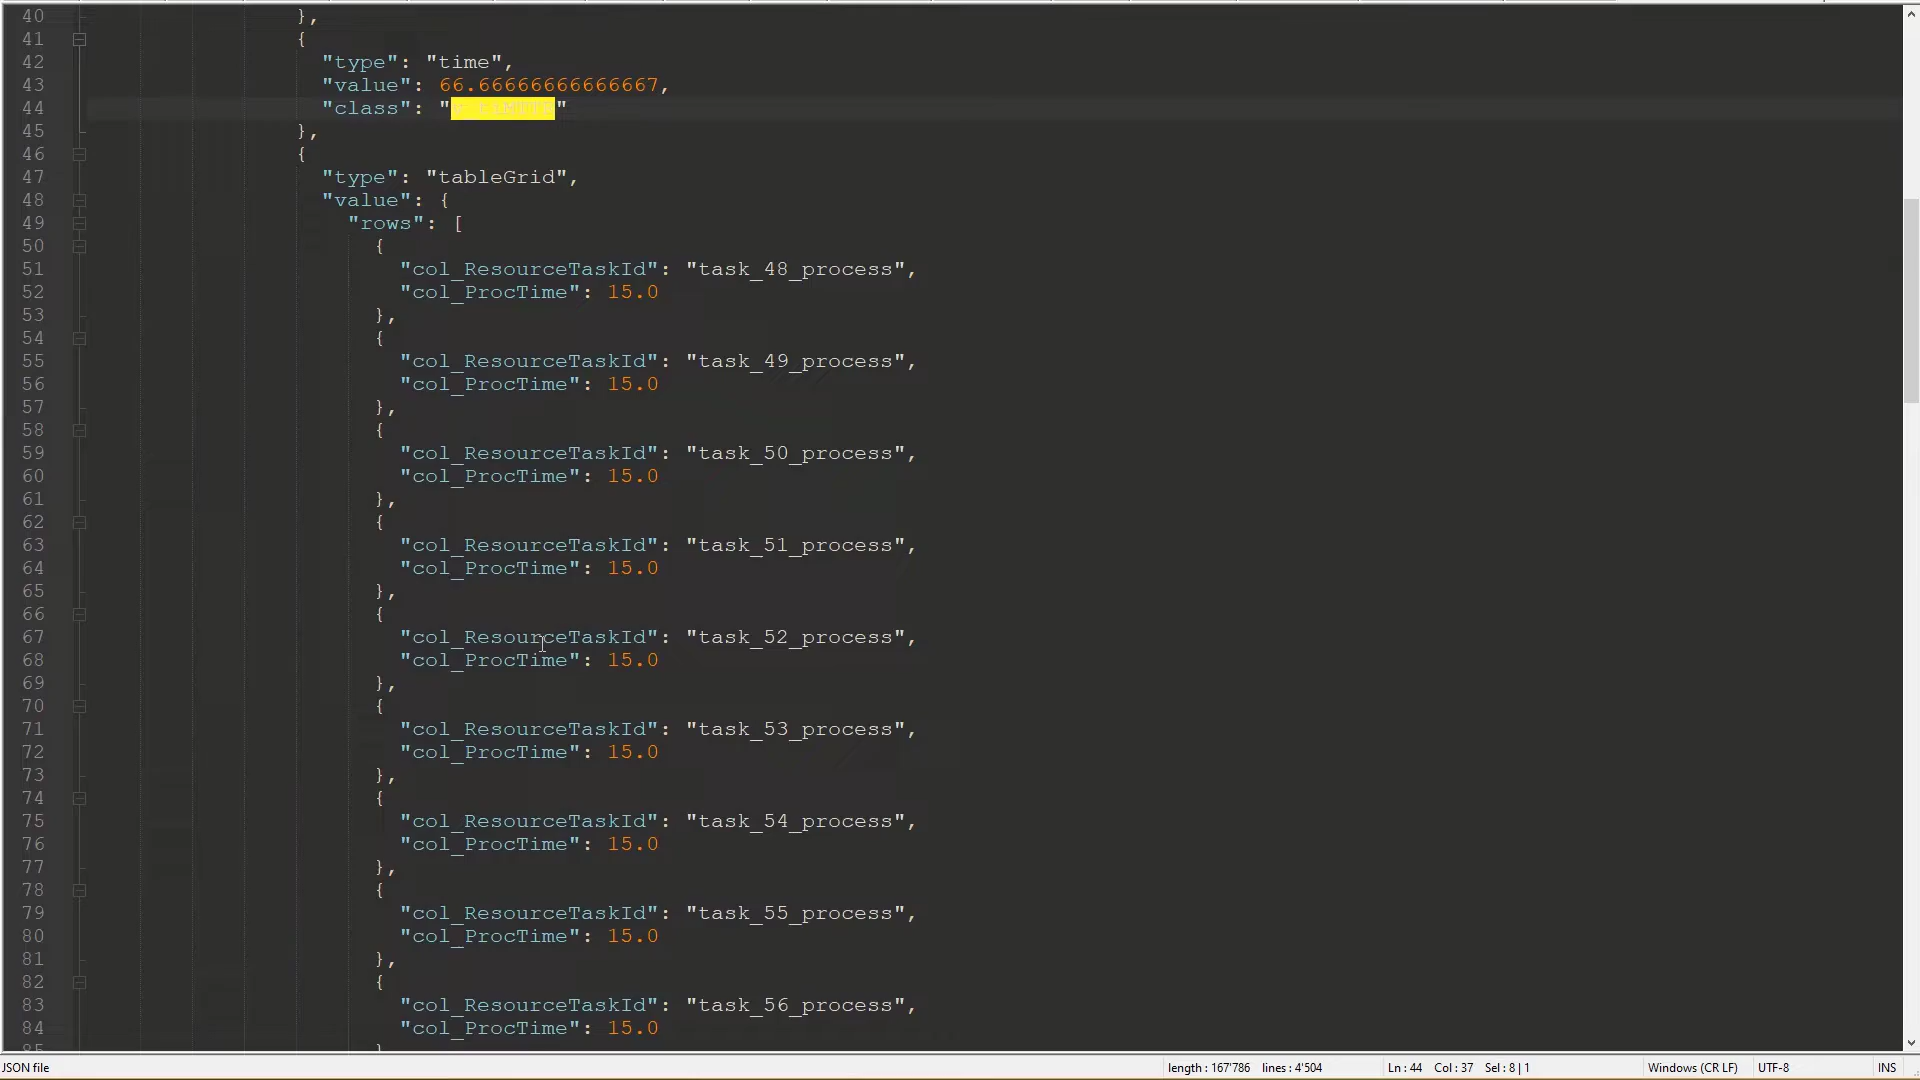 40 },
41 {
42 "type": "time",
43 "value": 66.66666666666667,
44 "class": " "
45 },
46 {
47 "type": "tableGrid",
48 "value": {
49 "rows": [
50 {
51 "col_ResourceTaskId": "task_48_process",
52 "col_ProcTime": 15.0
53 },
54 {
55 "col_ResourceTaskId": "task_49_process",
56 "col_ProcTime": 15.0
57 },
58 {
59 "col_ResourceTaskId": "task_50_process",
60 "col_ProcTime": 15.0
61 },
62 {
63 "col_ResourceTaskId": "task_51_process",
64 "col_ProcTime": 15.0
65 },
66 {
67 "col_ResourceTaskId": "task_52_process",
68 "col_ProcTime": 15.0
69 },
70 {
71 "col_ResourceTaskId": "task_53_process",
72 "col_ProcTime": 15.0
73 },
74 {
75 "col_ResourceTaskId": "task_54_process",
76 "col_ProcTime": 15.0
77 },
78 {
79 "col_ResourceTaskId": "task_55_process",
80 "col_ProcTime": 15.0
81 },
82 {
83 "col_ResourceTaskId": "task_56_process",
84 "col_ProcTime": 15.0
JSON file length : 167'786 lines : 4'504 Ln : 44 Col : 37 Sel : 8 | 1 Windows (CR LF) UTF-8 INS